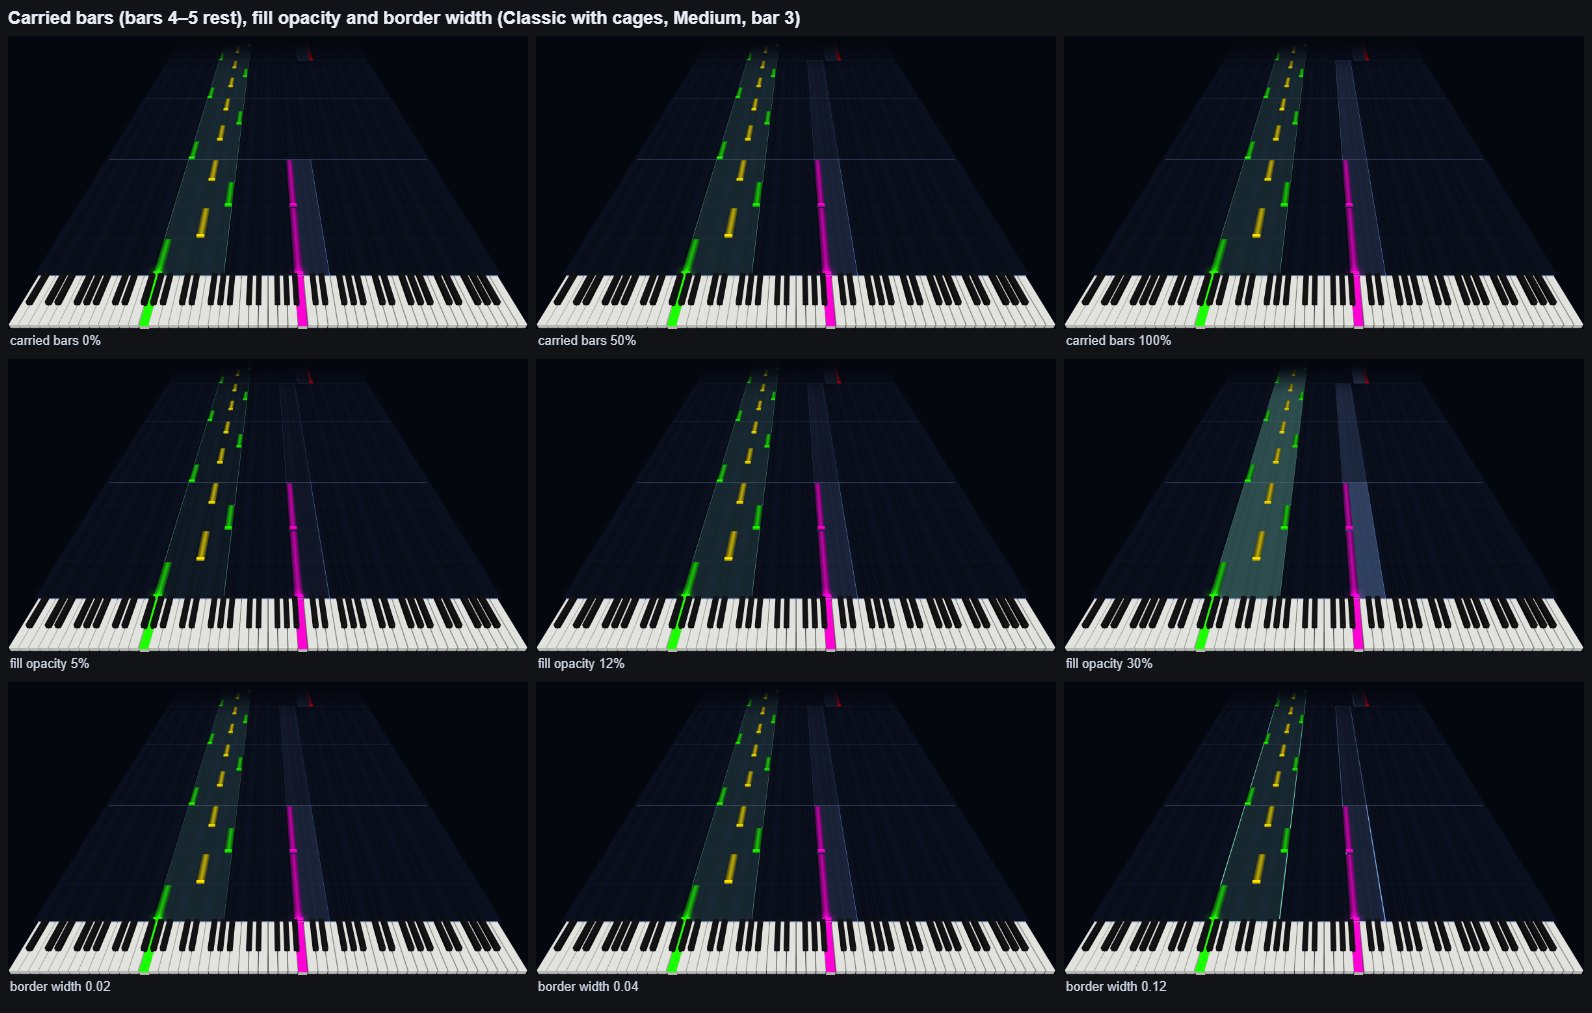 Carried bars (bars 4–5 rest), fill opacity and border width (Classic with cages, Medium, bar 3)
carried bars 0%
carried bars 50%
carried bars 100%
fill opacity 5%
fill opacity 12%
fill opacity 30%
border width 0.02
border width 0.04
border width 0.12